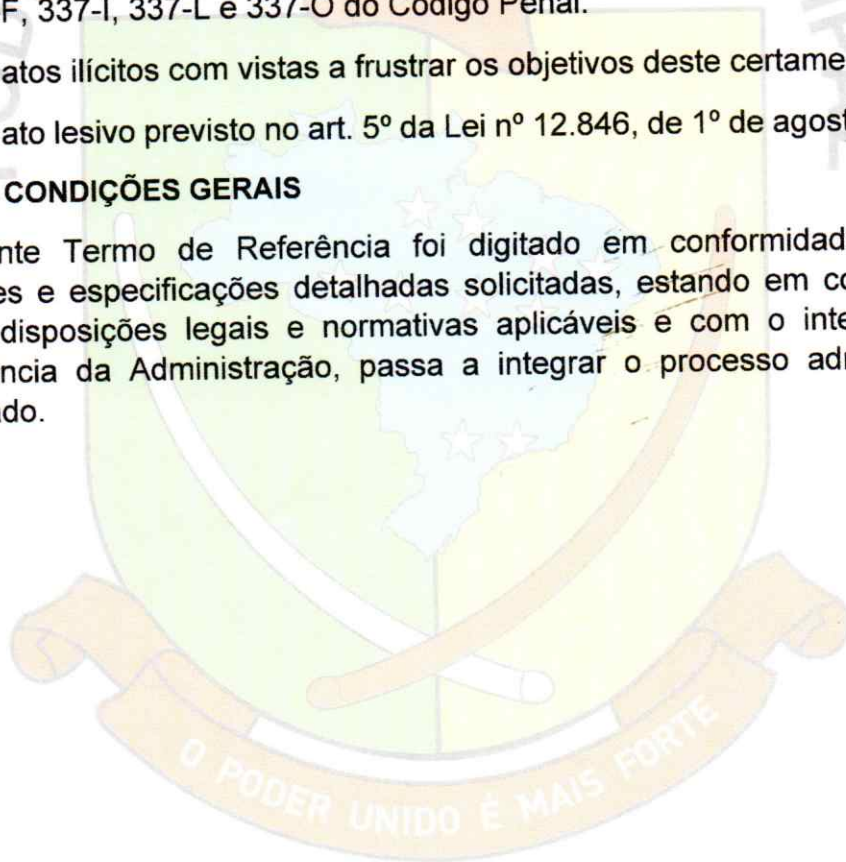 F, 337-I, 337-L e 337-O do Código Penal.
atos ilícitos com vistas a frustrar os objetivos deste certame
ato lesivo previsto no art. 5º da Lei nº 12.846, de 1º de agost
CONDIÇÕES GERAIS
nte Termo de Referência foi digitado em conformidad
es e especificações detalhadas solicitadas, estando em co
disposições legais e normativas aplicáveis e com o inte
ncia da Administração, passa a integrar o processo adr
do.
O PODER UNIDO É MAIS FORTE